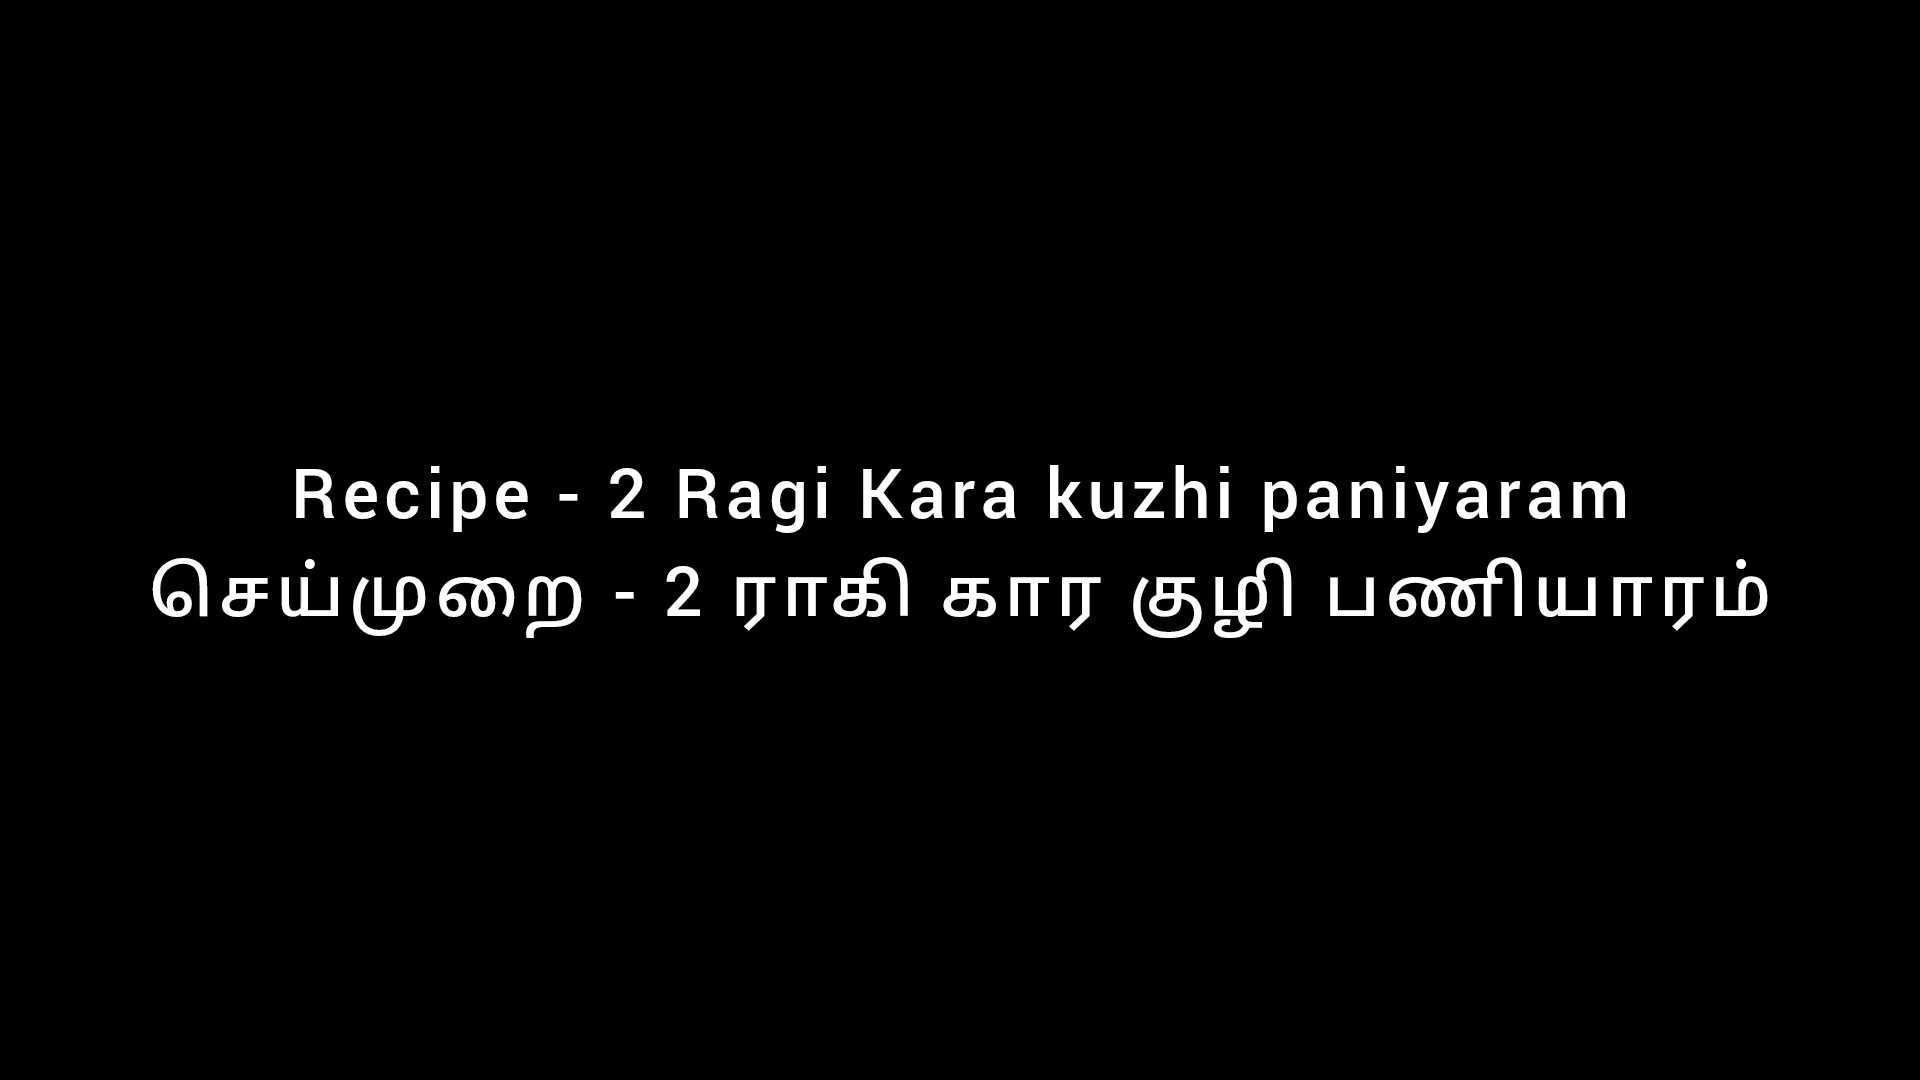 Recipe - 2 Ragi Kara kuzhi paniyaram
செய்முறை - 2 ராகி கார குழி பணியாரம்